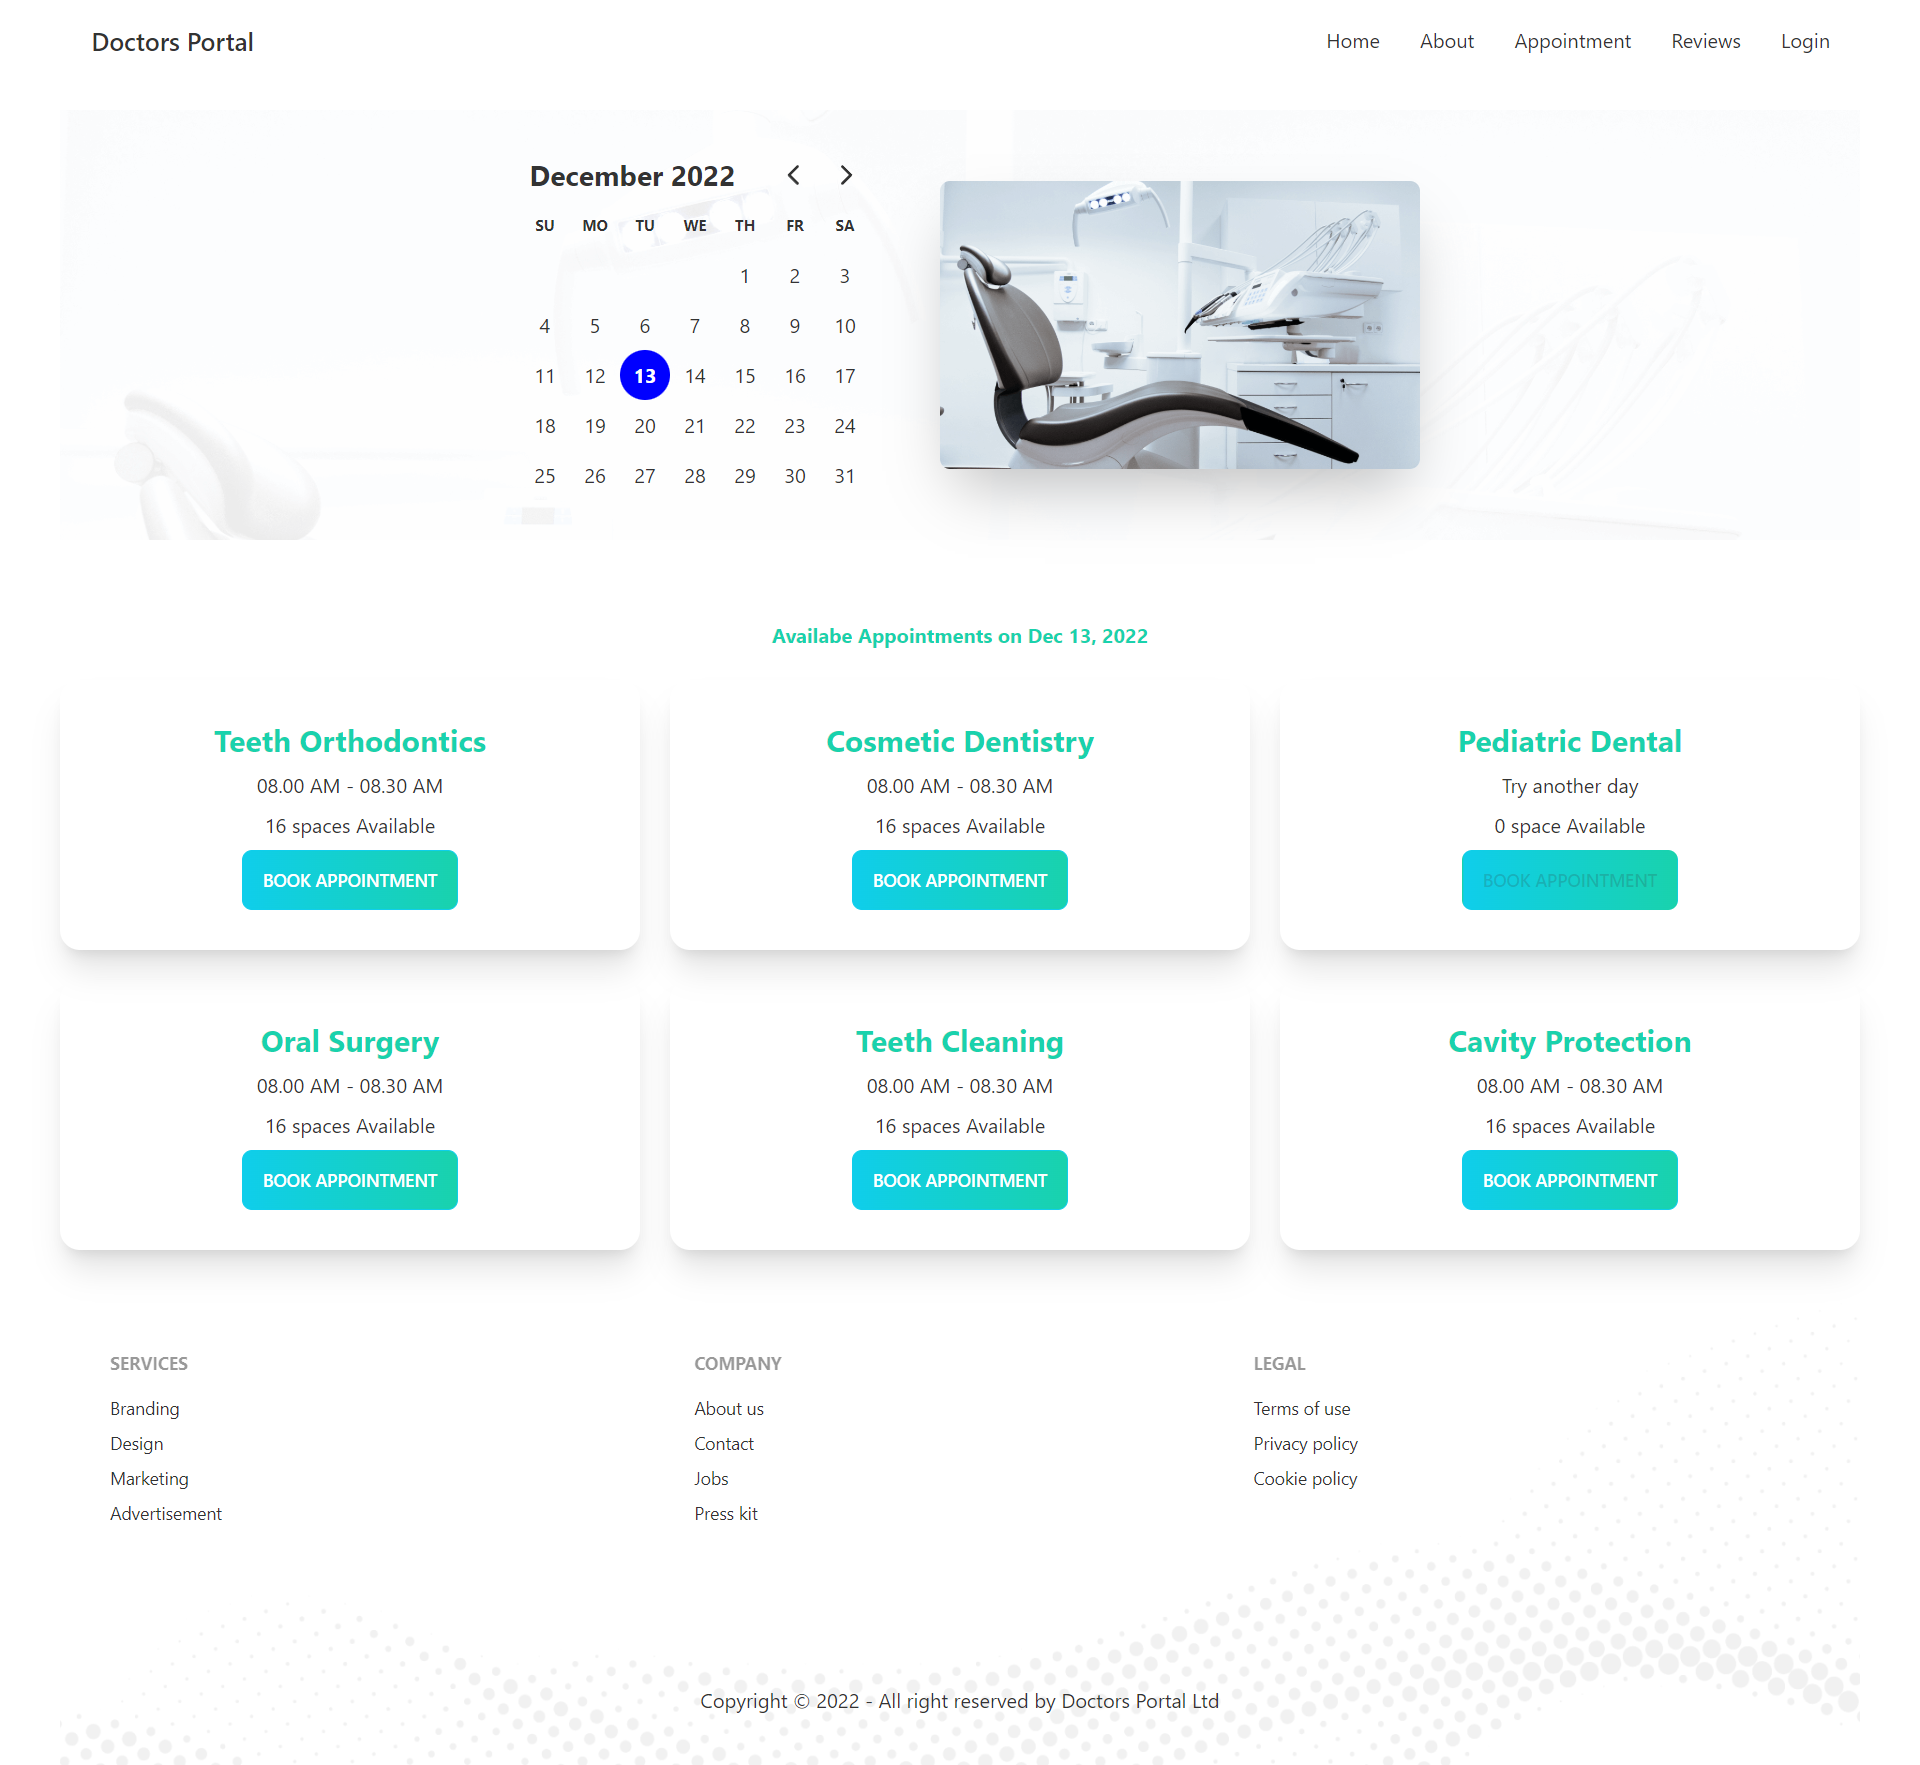 Doctors Portal
Home About Appointment Reviews Login
December 2022
SU MO TU WE TH FR SA
1 2 3
4 5 6 7 8 9 10
11 12 13 14 15 16 17
18 19 20 21 22 23 24
25 26 27 28 29 30 31
Availabe Appointments on Dec 13, 2022
Teeth Orthodontics
08.00 AM - 08.30 AM
16 spaces Available
BOOK APPOINTMENT
Cosmetic Dentistry
08.00 AM - 08.30 AM
16 spaces Available
BOOK APPOINTMENT
Pediatric Dental
Try another day
0 space Available
BOOK APPOINTMENT
Oral Surgery
08.00 AM - 08.30 AM
16 spaces Available
BOOK APPOINTMENT
Teeth Cleaning
08.00 AM - 08.30 AM
16 spaces Available
BOOK APPOINTMENT
Cavity Protection
08.00 AM - 08.30 AM
16 spaces Available
BOOK APPOINTMENT
SERVICES
Branding
Design
Marketing
Advertisement
COMPANY
About us
Contact
Jobs
Press kit
LEGAL
Terms of use
Privacy policy
Cookie policy
Copyright © 2022 - All right reserved by Doctors Portal Ltd